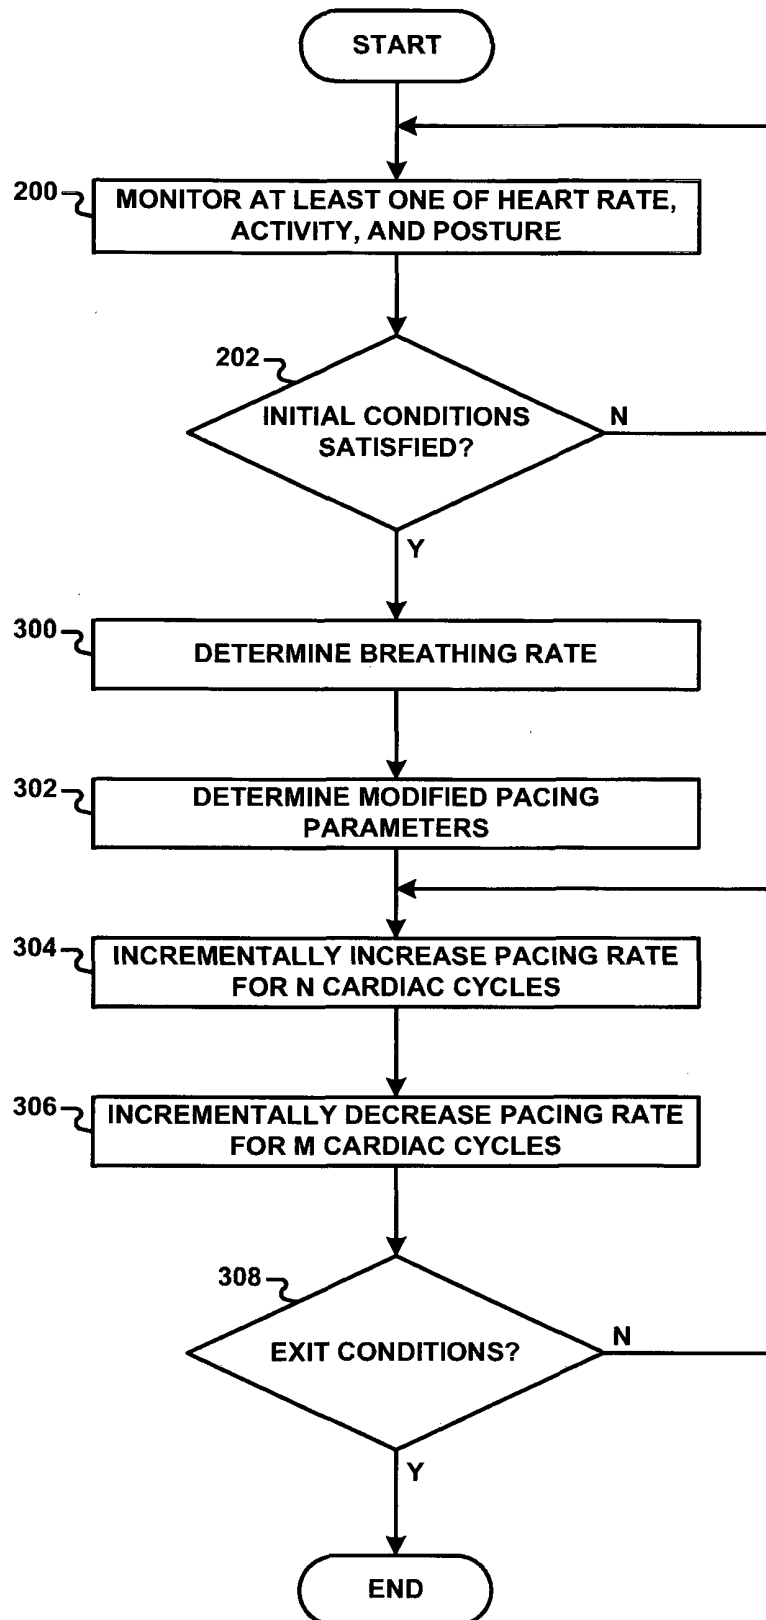 START
200
MONITOR AT LEAST ONE OF HEART RATE,
ACTIVITY, AND POSTURE
202
INITIAL CONDITIONS
SATISFIED?
N
Y
300
DETERMINE BREATHING RATE
302
DETERMINE MODIFIED PACING
PARAMETERS
304
INCREMENTALLY INCREASE PACING RATE
FOR N CARDIAC CYCLES
306
INCREMENTALLY DECREASE PACING RATE
FOR M CARDIAC CYCLES
308
EXIT CONDITIONS?
N
Y
END